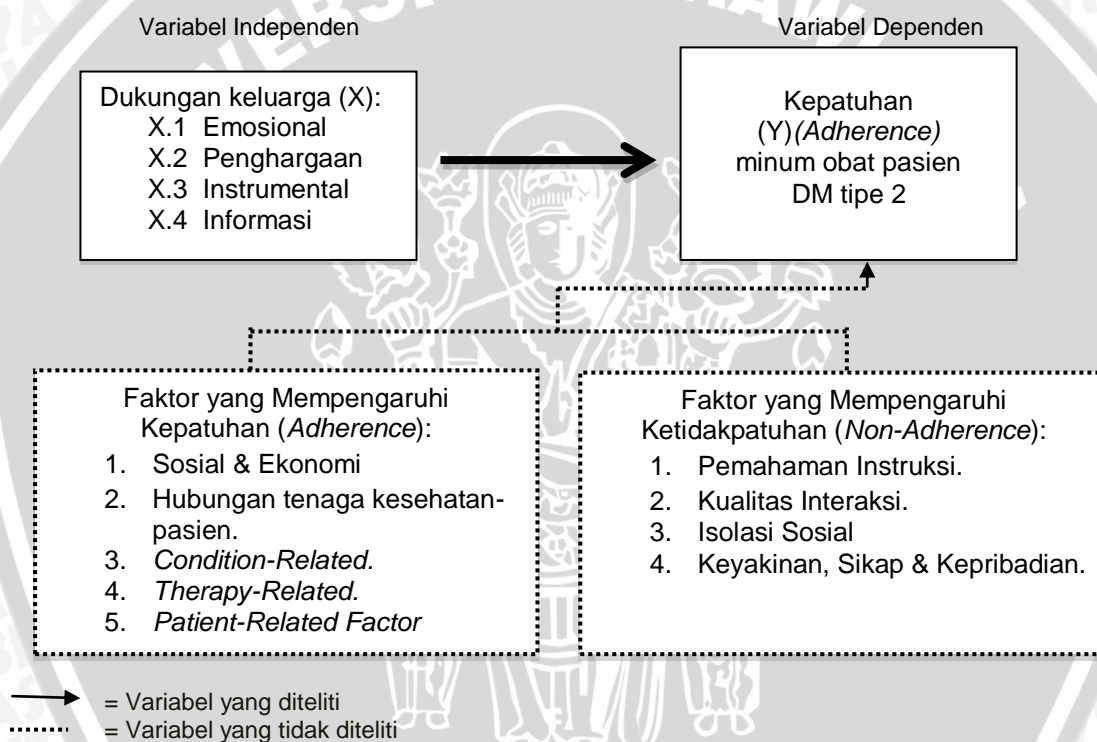 Variabel Independen
Variabel Dependen
Dukungan keluarga (X):
X.1 Emosional
X.2 Penghargaan
X.3 Instrumental
X.4 Informasi
Kepatuhan
(Y)(Adherence)
minum obat pasien
DM tipe 2
Faktor yang Mempengaruhi
Kepatuhan (Adherence):
1. Sosial & Ekonomi
2. Hubungan tenaga kesehatan-
pasien.
3. Condition-Related.
4. Therapy-Related.
5. Patient-Related Factor
Faktor yang Mempengaruhi
Ketidakpatuhan (Non-Adherence):
1. Pemahaman Instruksi.
2. Kualitas Interaksi.
3. Isolasi Sosial
4. Keyakinan, Sikap & Kepribadian.
= Variabel yang diteliti
= Variabel yang tidak diteliti